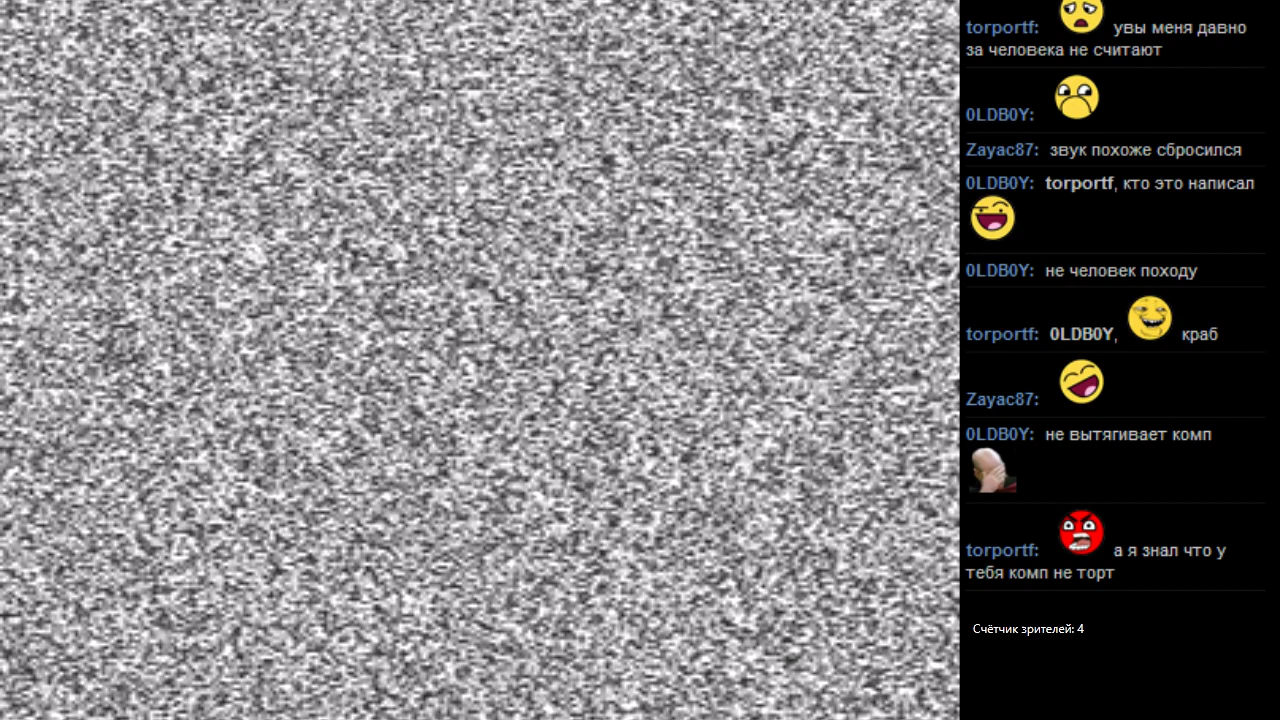 torportf: увы меня давно
за человека не считают
0LDB0Y:
Zayac87: звук похоже сбросился
0LDB0Y: torportf, кто это написал
0LDB0Y: не человек походу
torportf: 0LDB0Y, краб
Zayac87:
0LDB0Y: не вытягивает комп
torportf: а я знал что у
тебя комп не торт
Счётчик зрителей: 4